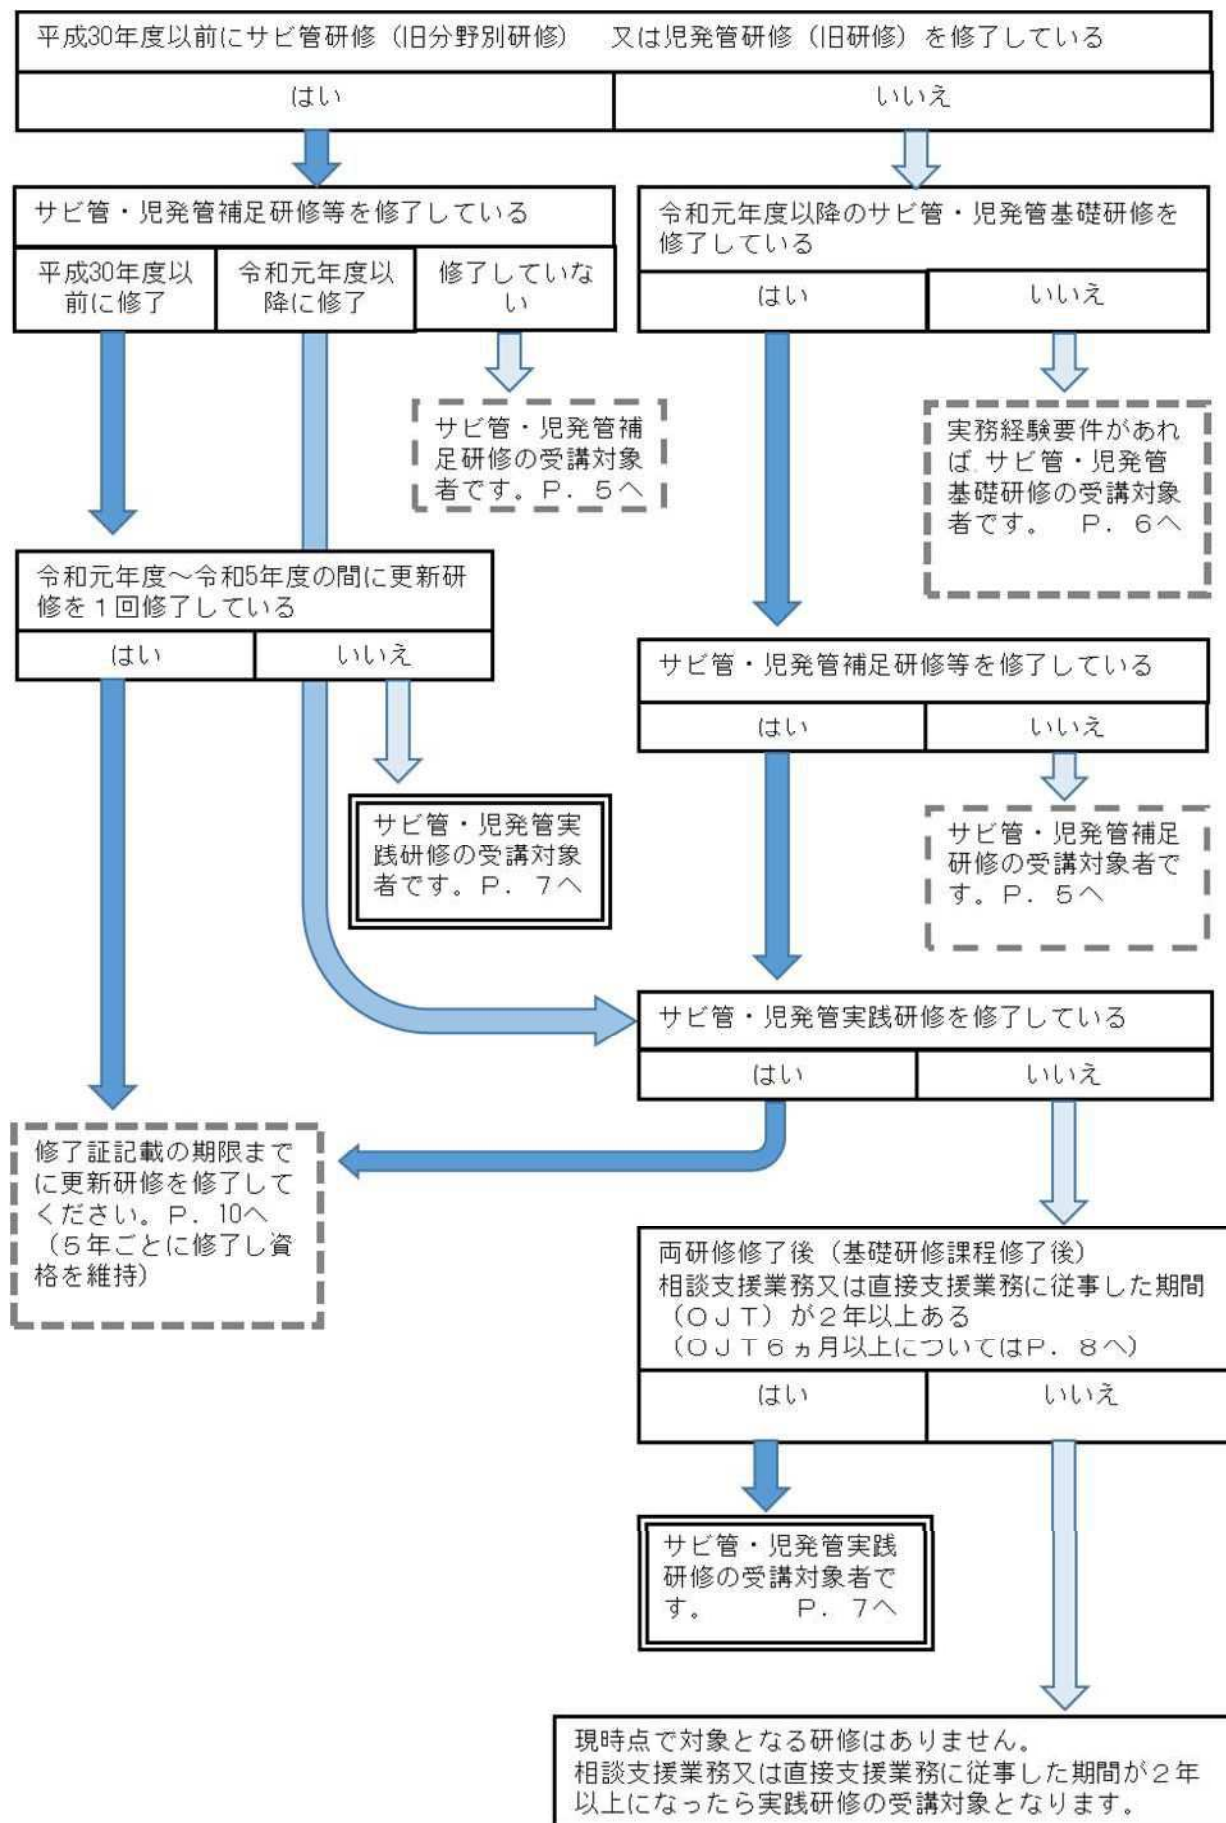 平成30年度以前にサビ管研修（旧分野別研修）　又は児発管研修（旧研修）を修了している
はい
いいえ
サビ管・児発管補足研修等を修了している
平成30年度以
前に修了
令和元年度以
降に修了
修了していな
い
令和元年度以降のサビ管・児発管基礎研修を
修了している
はい
いいえ
サビ管・児発管補
足研修の受講対象
者です。Ｐ．５へ
実務経験要件があれ
ば、サビ管・児発管
基礎研修の受講対象
者です。　Ｐ．６へ
令和元年度～令和5年度の間に更新研
修を１回修了している
はい
いいえ
サビ管・児発管補足研修等を修了している
はい
いいえ
サビ管・児発管実
践研修の受講対象
者です。Ｐ．７へ
サビ管・児発管補足
研修の受講対象者で
す。Ｐ．５へ
サビ管・児発管実践研修を修了している
はい
いいえ
修了証記載の期限まで
に更新研修を修了して
ください。Ｐ．10へ
（５年ごとに修了し資
格を維持）
両研修修了後（基礎研修課程修了後）
相談支援業務又は直接支援業務に従事した期間
（ＯＪＴ）が２年以上ある
（ＯＪＴ６ヵ月以上についてはＰ．８へ）
はい
いいえ
サビ管・児発管実践
研修の受講対象者で
す。　　　Ｐ．７へ
現時点で対象となる研修はありません。
相談支援業務又は直接支援業務に従事した期間が２年
以上になったら実践研修の受講対象となります。